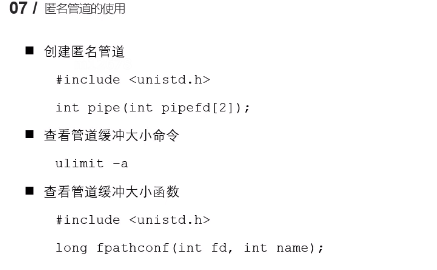 07 / 匿名管道的使用
■ 创建匿名管道
#include <unistd.h>
int pipe(int pipefd[2]);
■ 查看管道缓冲大小命令
ulimit -a
■ 查看管道缓冲大小函数
#include <unistd.h>
long fpathconf(int fd, int name);